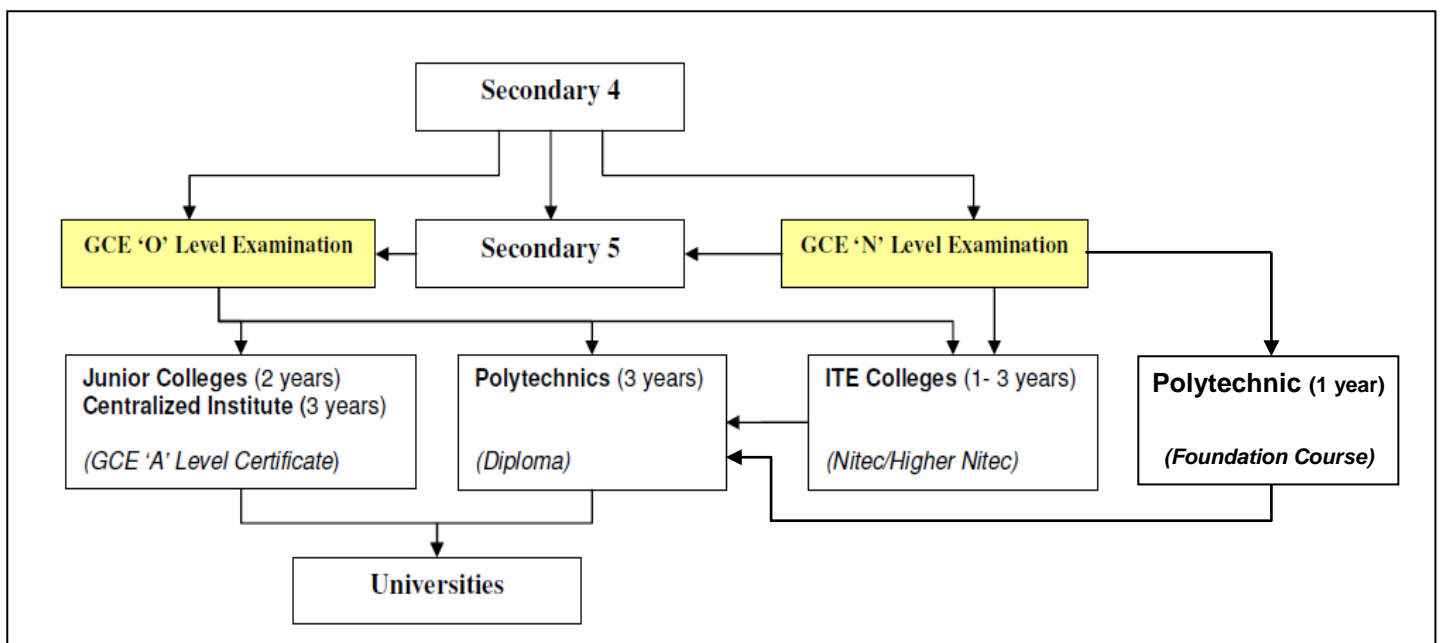 Secondary 4
GCE ‘O’ Level Examination
Secondary 5
GCE ‘N’ Level Examination
Junior Colleges (2 years)
Centralized Institute (3 years)
(GCE ‘A’ Level Certificate)
Polytechnics (3 years)
(Diploma)
ITE Colleges (1- 3 years)
(Nitec/Higher Nitec)
Polytechnic (1 year)
(Foundation Course)
Universities